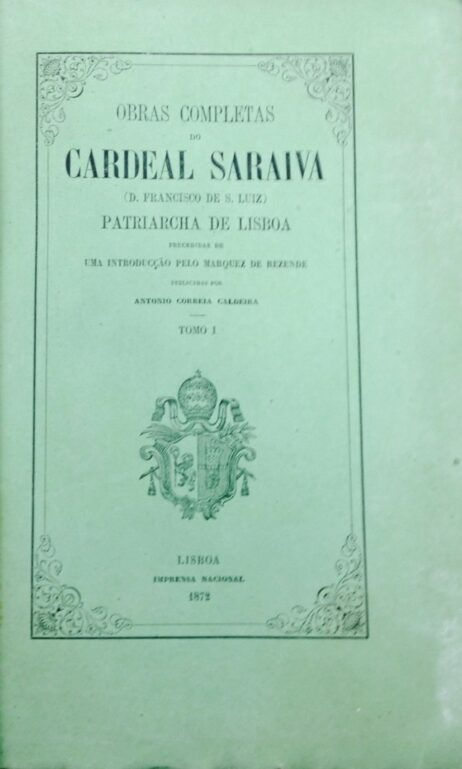 OBRAS COMPLETAS
DO
CARDEAL SARAIVA
(D. FRANCISCO DE S. LUIZ)
PATRIARCHA DE LISBOA
PRECEDIDAS DE
UMA INTRODUCÇÃO PELO MARQUEZ DE REZENDE
PUBLICADAS POR
ANTONIO CORREIA CALDEIRA
TOMO I
LISBOA
IMPRENSA NACIONAL
1872